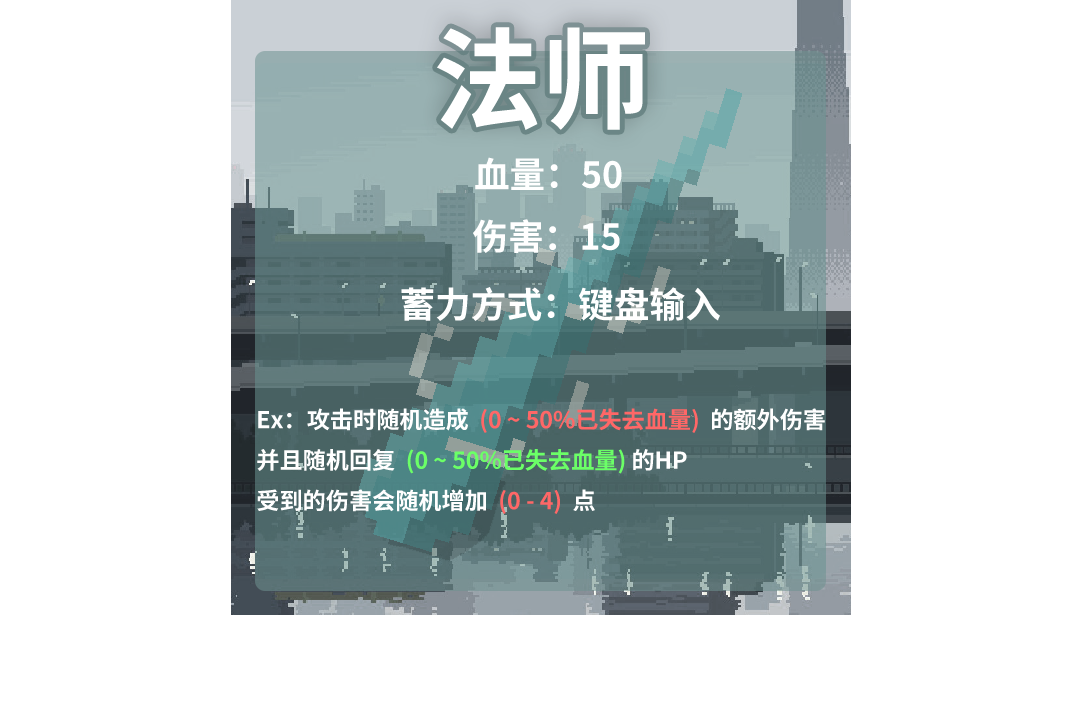 法师
血量：50
伤害：15
蓄力方式：键盘输入
Ex：攻击时随机造成 (0 ~ 50%已失去血量) 的额外伤害
并且随机回复 (0 ~ 50%已失去血量) 的HP
受到的伤害会随机增加 (0 - 4) 点